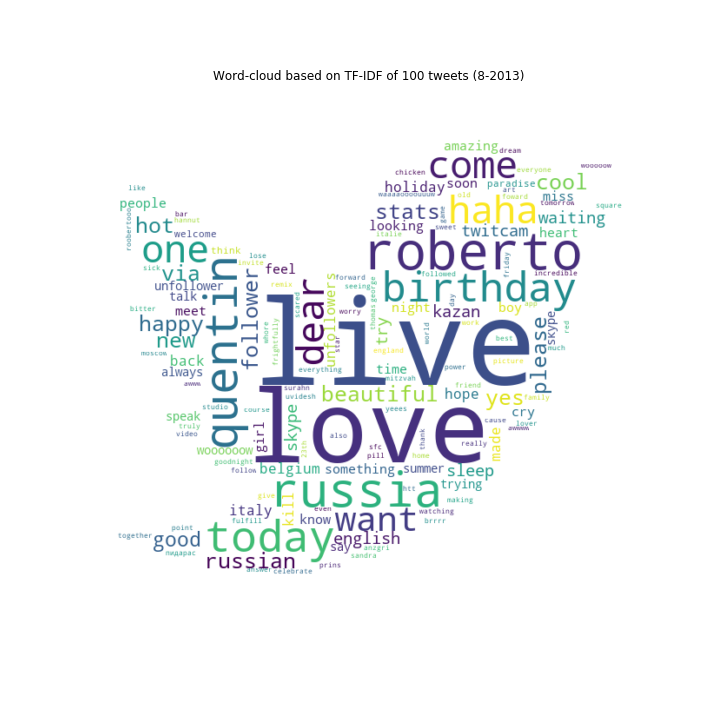 Word-cloud based on TF-IDF of 100 tweets (8-2013)
amazing
dream
come
wooooow
chicken
everyone
like
people
holiday
soon
paradise
cool
waaaaoooouuum
old
art
foward
tomorrow
miss
haha
square
bar
hannut
roobertooo
hot
stats
game
sweet
waiting
welcome
looking
italie
twitcam
heart
one
think
lose
roberto
friday
via
invite
sick
feel
forward
followed
incredible
unfollower
talk
seeing
birthday
quentin
follower
scared
unfollowers
thomas
george
day
app
bitter
meet
remix
dear
worry
night
kazan
boy
happy
live
try
world
work
red
moscow
new
whure
frightfully
star
england
best
please
skype
much
back
everything
time
power
picture
always
mitzvah
friend
awww
surahn
uvidesh
love
beautiful
hope
yes
family
studio
course
yeees
cry
cause
lover
speak
truly
video
girl
skype
23th
also
sfc
pill
thank
really
made
awwww
wooooow
goodnight
home
follow
belgium
something
summer
sleep
russia
htt
trying
give
making
italy
kill
even
want
watching
fulfill
know
brrrr
point
together
good
today
english
say
anzgri
пидарас
russian
sandra
answer
celebrate
prins